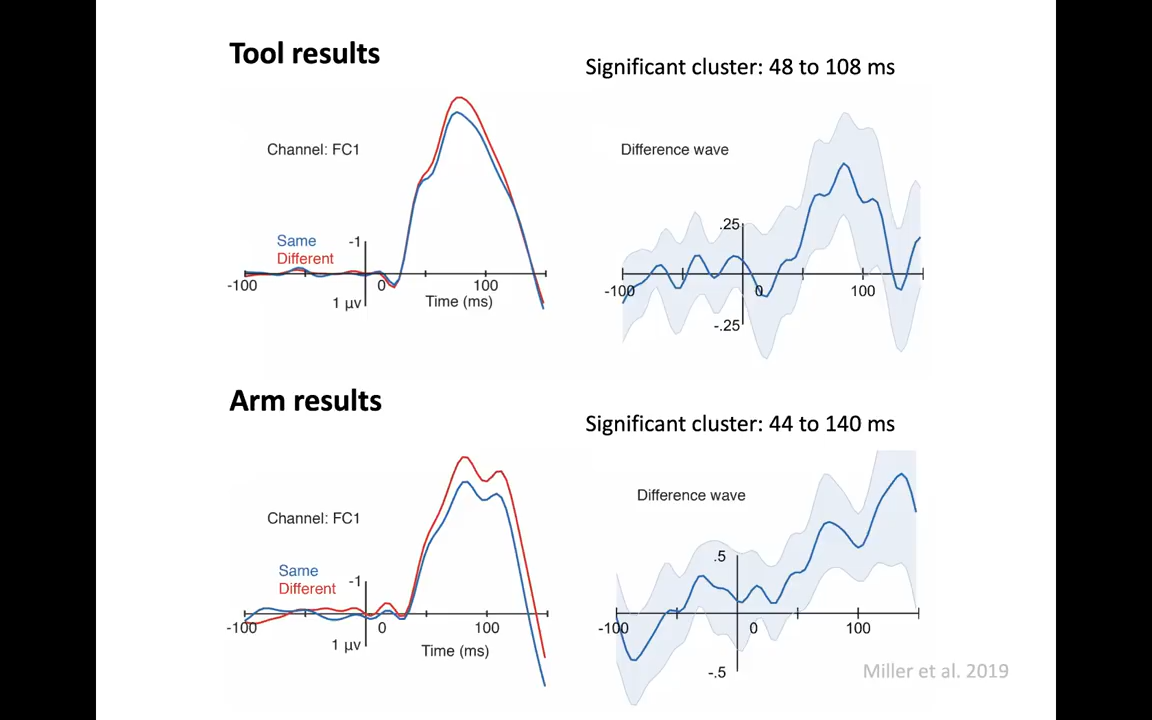 Tool results
Significant cluster: 48 to 108 ms
Channel: FC1
Difference wave
Same
Different
-1
-100
0
100
1 μv
Time (ms)
.25
-100
0
100
-.25
Arm results
Significant cluster: 44 to 140 ms
Channel: FC1
Difference wave
Same
Different
-1
-100
0
100
1 μv
Time (ms)
.5
-100
0
100
-.5
Miller et al. 2019